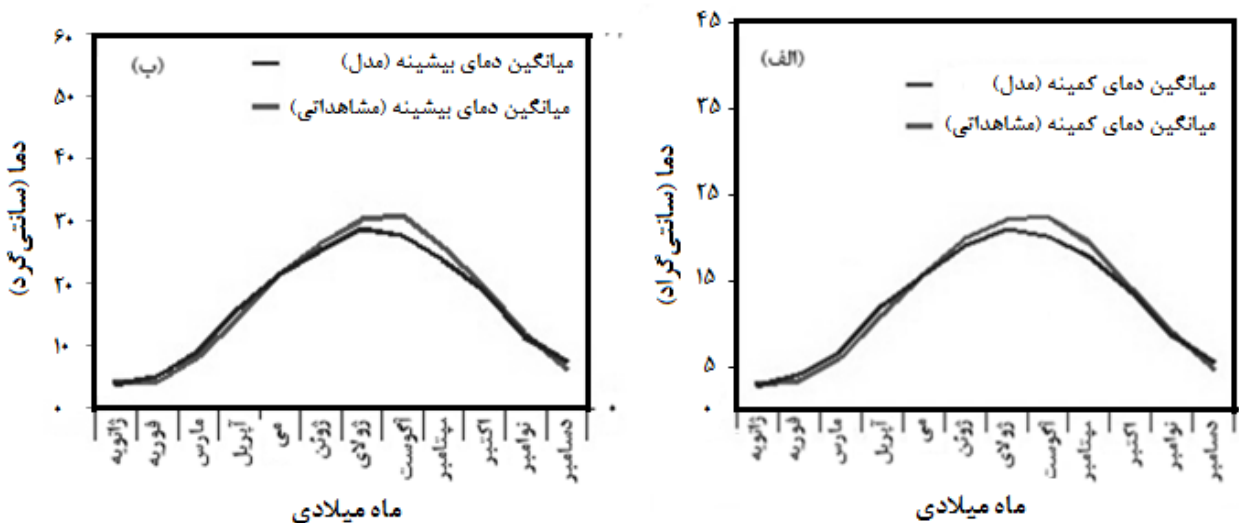 (الف)
میانگین دمای کمینه (مدل)
میانگین دمای کمینه (مشاهداتی)
دما (سانتی‌گراد)
۴۵
۳۵
۲۵
۱۵
۵
۰
ژانویه
فوریه
مارس
آپریل
می
ژوئن
ژولای
آگوست
سپتامبر
اکتبر
نوامبر
دسامبر
ماه میلادی
(ب)
میانگین دمای بیشینه (مدل)
میانگین دمای بیشینه (مشاهداتی)
دما (سانتی‌گرد)
۶۰
۵۰
۴۰
۳۰
۲۰
۱۰
۰
ژانویه
فوریه
مارس
آپریل
می
ژوئن
ژولای
آگوست
سپتامبر
اکتبر
نوامبر
دسامبر
ماه میلادی